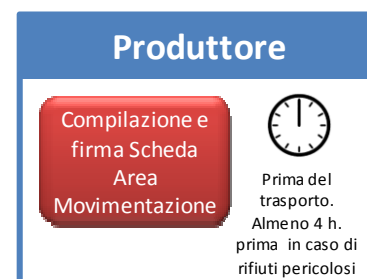 Produttore
Compilazione e
firma Scheda
Area
Movimentazione
Prima del
trasporto.
Almeno 4 h.
prima in caso di
rifiuti pericolosi